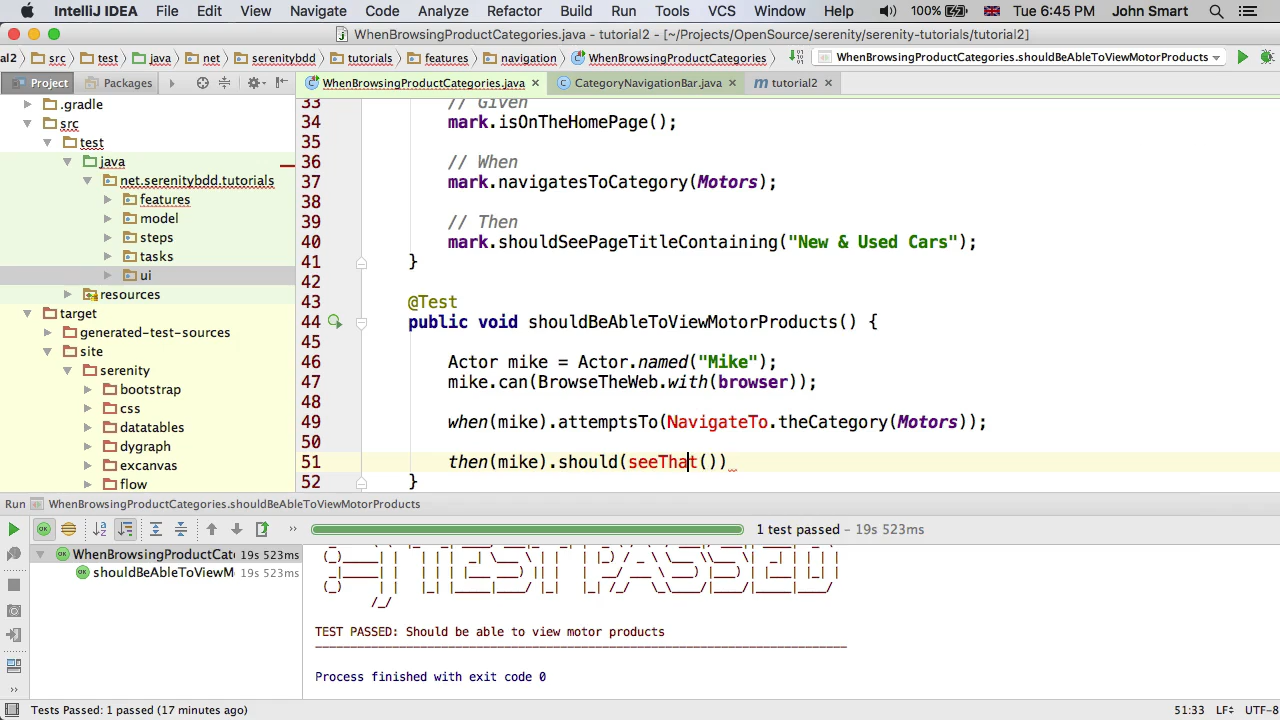 IntelliJ IDEA File Edit View Navigate Code Analyze Refactor Build Run Tools VCS Window Help 100% Tue 6:45 PM John Smart
WhenBrowsingProductCategories.java - tutorial2 - [~/Projects/OpenSource/serenity/serenity-tutorials/tutorial2]
al2 src test java net serenitybdd tutorials features navigation WhenBrowsingProductCategories WhenBrowsingProductCategories.shouldBeAbleToViewMotorProducts
Project Packages WhenBrowsingProductCategories.java CategoryNavigationBar.java m tutorial2
.gradle
src
test
java
net.serenitybdd.tutorials
features
model
steps
tasks
ui
resources
target
generated-test-sources
site
serenity
bootstrap
css
datatables
dygraph
excanvas
flow
33 // Given
34 mark.isOnTheHomePage();
35
36 // When
37 mark.navigatesToCategory(Motors);
38
39 // Then
40 mark.shouldSeePageTitleContaining("New & Used Cars");
41 }
42
43 @Test
44 public void shouldBeAbleToViewMotorProducts() {
45
46 Actor mike = Actor.named("Mike");
47 mike.can(BrowseTheWeb.with(browser));
48
49 when(mike).attemptsTo(NavigateTo.theCategory(Motors));
50
51 then(mike).should(seeThat())
52 }
Run WhenBrowsingProductCategories.shouldBeAbleToViewMotorProducts
1 test passed - 19s 523ms
WhenBrowsingProductCate 19s 523ms
shouldBeAbleToViewM 19s 523ms
TEST PASSED: Should be able to view motor products
Process finished with exit code 0
Tests Passed: 1 passed (17 minutes ago) 51:33 LF UTF-8